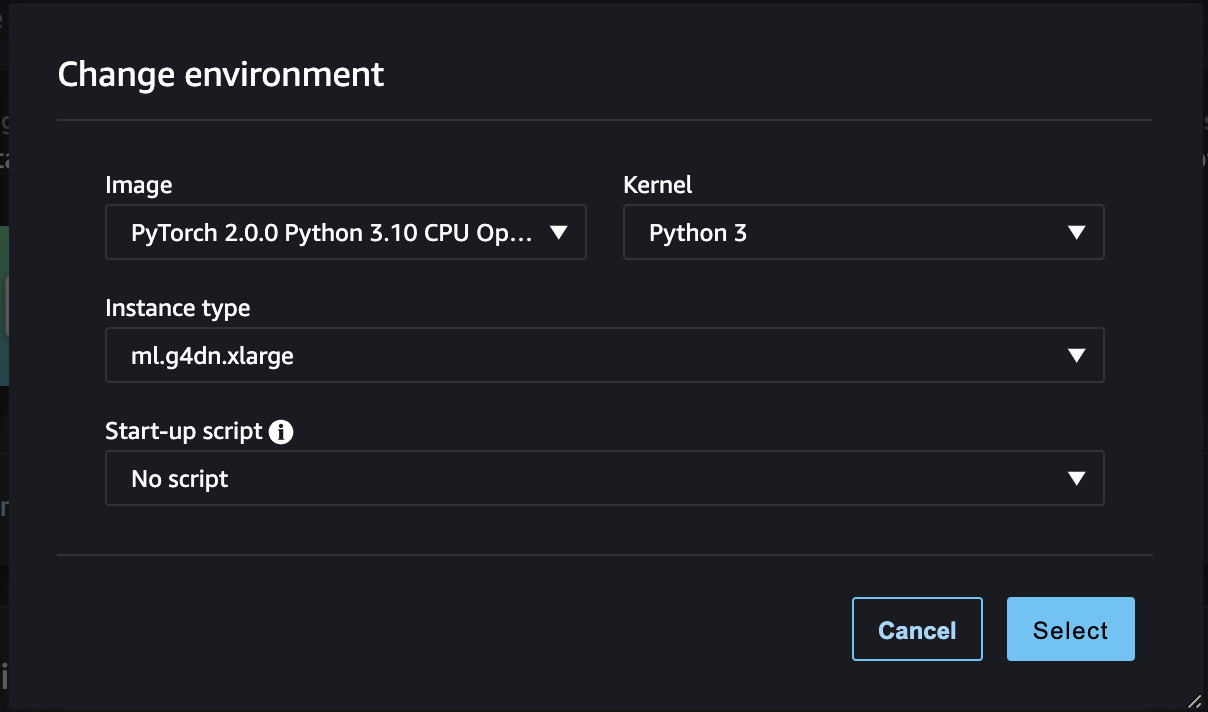 Change environment
Image
Kernel
PyTorch 2.0.0 Python 3.10 CPU Op...
Python 3
Instance type
ml.g4dn.xlarge
Start-up script
No script
Cancel
Select